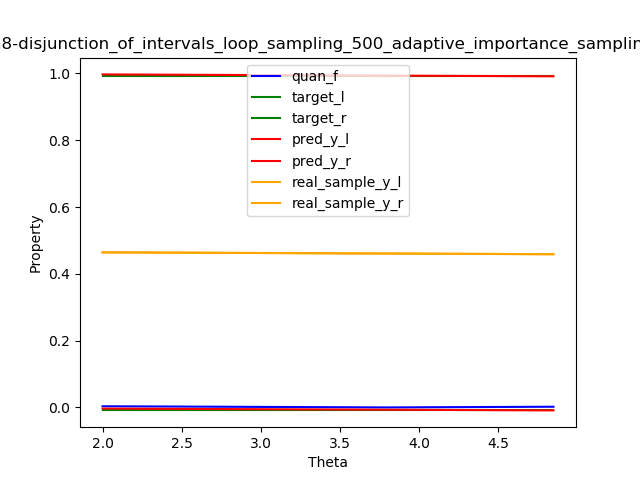 8-disjunction_of_intervals_loop_sampling_500_adaptive_importance_samplin
1.0
0.8
0.6
0.4
0.2
0.0
Property
quan_f
target_l
target_r
pred_y_l
pred_y_r
real_sample_y_l
real_sample_y_r
2.0 2.5 3.0 3.5 4.0 4.5
Theta